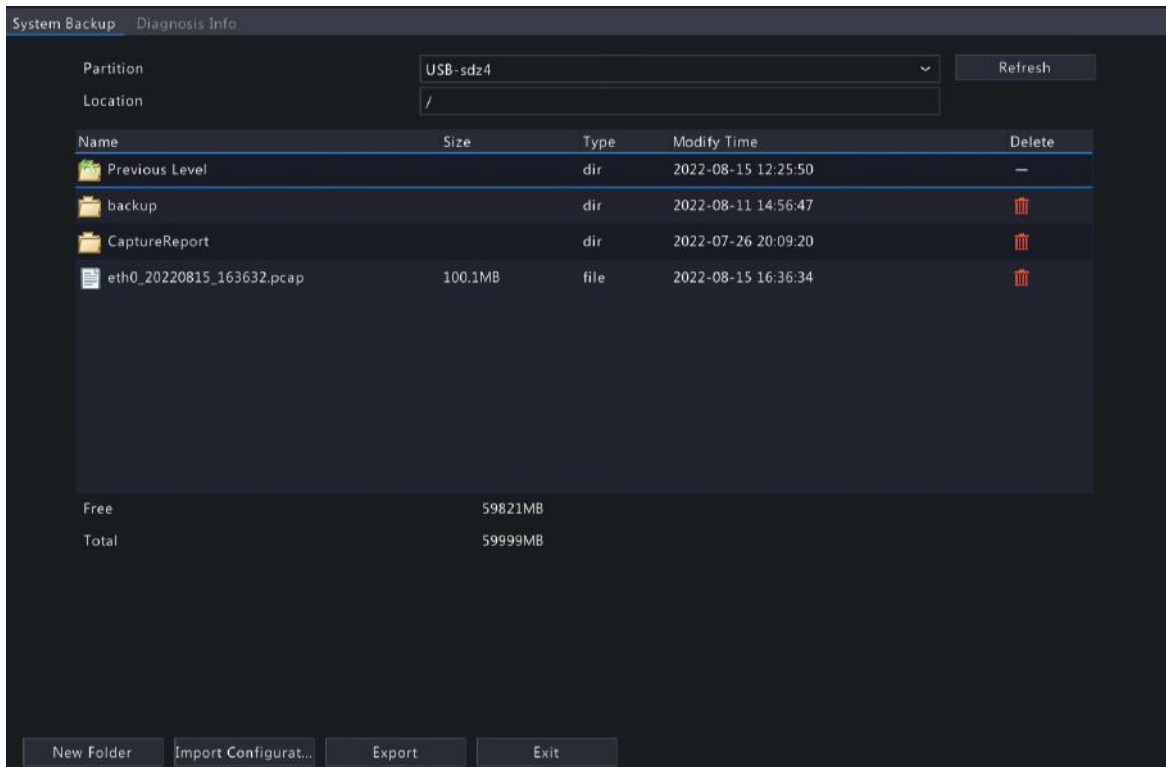 System Backup Diagnosis Info
Partition USB-sdz4 Refresh
Location /
Name Size Type Modify Time Delete
Previous Level dir 2022-08-15 12:25:50 —
backup dir 2022-08-11 14:56:47
CaptureReport dir 2022-07-26 20:09:20
eth0_20220815_163632.pcap 100.1MB file 2022-08-15 16:36:34
Free 59821MB
Total 59999MB
New Folder Import Configurat... Export Exit